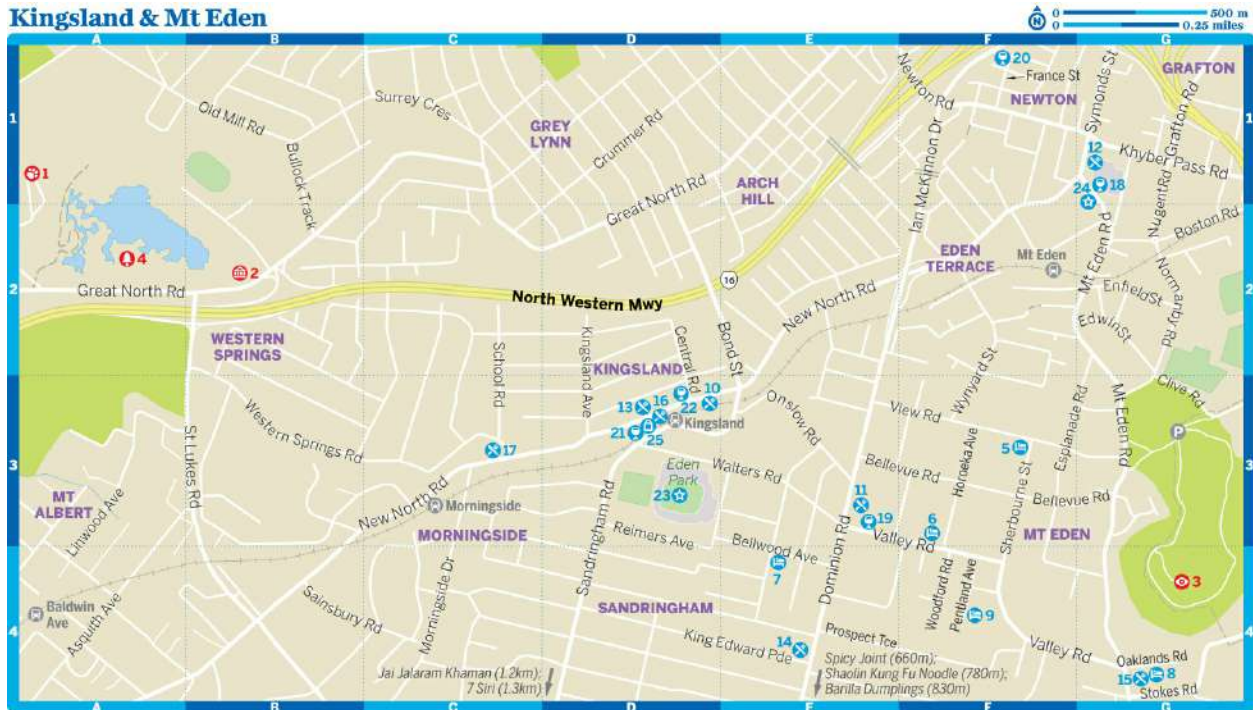 Kingsland & Mt Eden
N
0 500 m
0 0.25 miles
A B C D E F G
1
2
3
4
GRAFTON
20
France St
NEWTON
Newton Rd
Symonds St
Grafton Rd
Surrey Cres
Old Mill Rd
Bullock Track
GREY
LYNN
Crummer Rd
Great North Rd
ARCH
HILL
Ian McKinnon Dr
12
Khyber Pass Rd
18
24
Nugent Rd
Boston Rd
1
4
2
Great North Rd
North Western Mwy
16
EDEN
TERRACE
Mt Eden
Mt Eden Rd
Enfield St
Normanby Rd
Edwin St
New North Rd
Bond St
WESTERN
SPRINGS
School Rd
Kingsland Ave
Central Rd
KINGSLAND
Wynyard St
Clive Rd
P
10
13
16
22
Kingsland
21
25
Onslow Rd
View Rd
Esplanade Rd
Mt Eden Rd
Western Springs Rd
St Lukes Rd
17
5
Walters Rd
Bellevue Rd
Horoeka Ave
Sherbourne St
Bellevue Rd
Eden
Park
23
11
19
6
Valley Rd
MT EDEN
MT
ALBERT
Linwood Ave
New North Rd
Morningside
MORNINGSIDE
Sandringham Rd
Reimers Ave
Bellwood Ave
7
Dominion Rd
3
Baldwin
Ave
Asquith Ave
Sainsbury Rd
Morningside Dr
SANDRINGHAM
Woodford Rd
Pentland Ave
9
King Edward Pde
14
Prospect Tce
Valley Rd
Oaklands Rd
15
8
Stokes Rd
Jai Jalaram Khaman (1.2km);
7 Siri (1.3km)
Spicy Joint (660m);
Shaolin Kung Fu Noodle (780m);
Barilla Dumplings (830m)
1
2
3
4
A B C D E F G